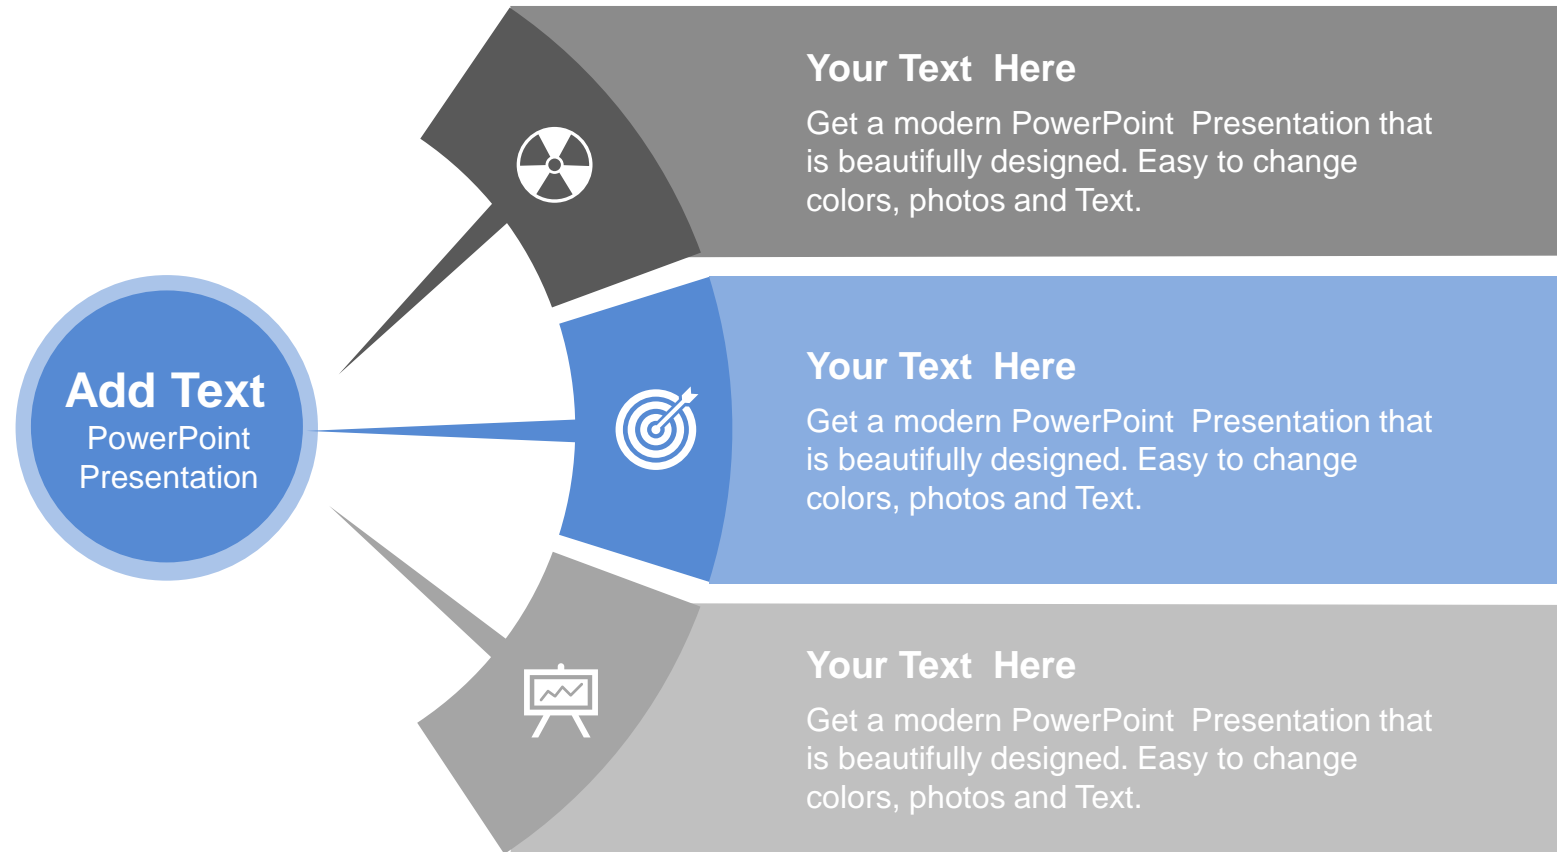 Your Text  Here
Get a modern PowerPoint  Presentation that
is beautifully designed. Easy to change
colors, photos and Text.
Add Text
PowerPoint
Presentation
Your Text  Here
Get a modern PowerPoint  Presentation that
is beautifully designed. Easy to change
colors, photos and Text.
Your Text  Here
Get a modern PowerPoint  Presentation that
is beautifully designed. Easy to change
colors, photos and Text.